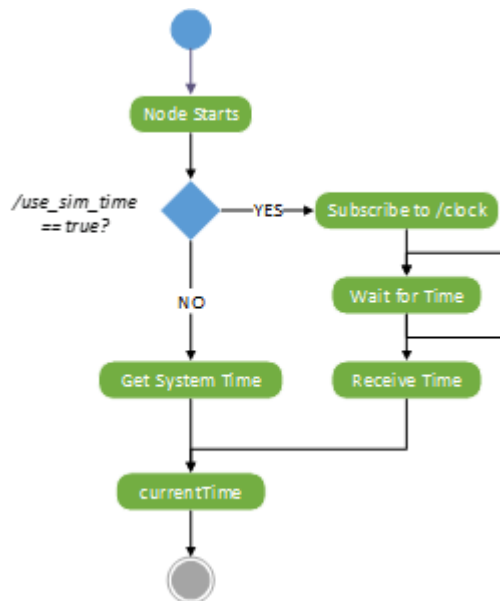 Node Starts
/use_sim_time
== true?
YES
Subscribe to /clock
Wait for Time
NO
Get System Time
Receive Time
currentTime